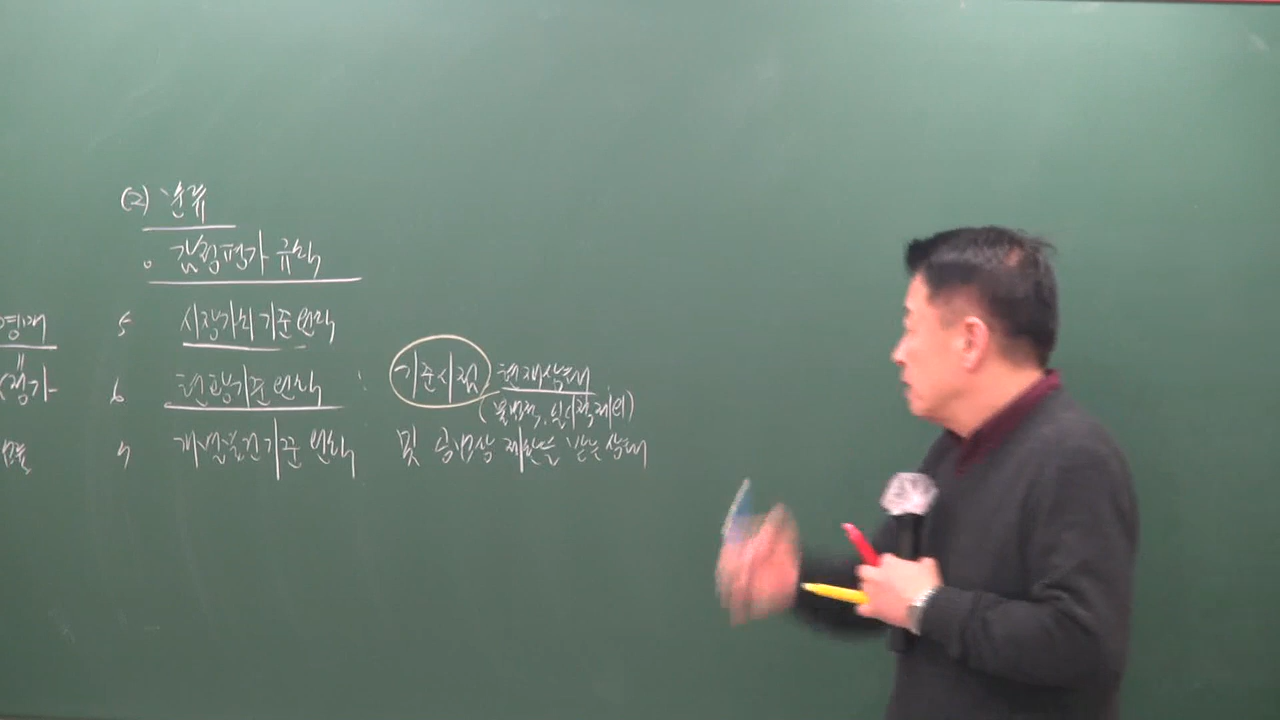 (2) 분류
。감정평가 규칙
5 시장가치 기준 원칙
6 현황기준 원칙 : 기준시점 현재상태
(불법적, 일시적 제외)
7 개별물건기준 원칙 및 공법상 제한을 받는 상태